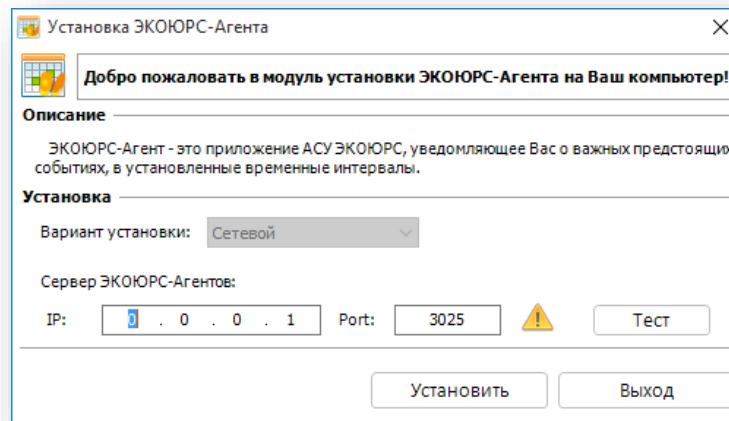 Установка ЭКОЮРС-Агента
Добро пожаловать в модуль установки ЭКОЮРС-Агента на Ваш компьютер!
Описание
ЭКОЮРС-Агент - это приложение АСУ ЭКОЮРС, уведомляющее Вас о важных предстоящих
событиях, в установленные временные интервалы.
Установка
Вариант установки: Сетевой
Сервер ЭКОЮРС-Агентов:
IP: 0 . 0 . 0 . 1 Port: 3025 Тест
Установить Выход